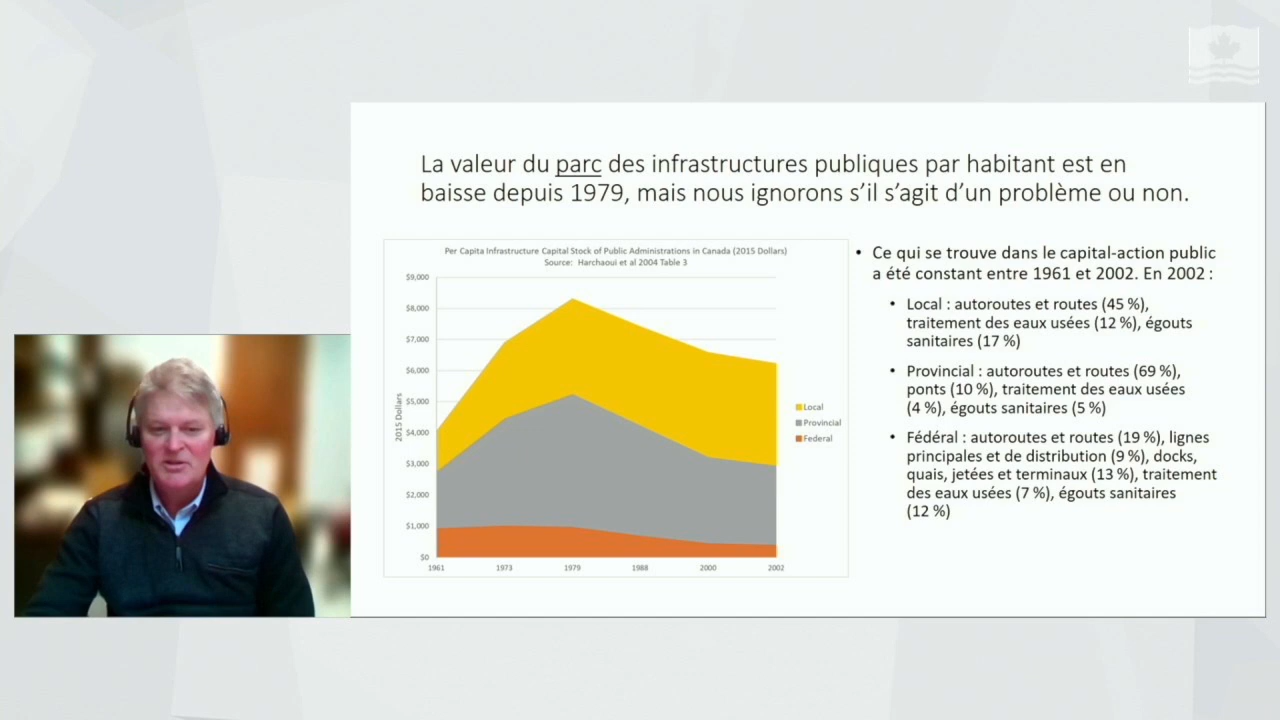 La valeur du parc des infrastructures publiques par habitant est en
baisse depuis 1979, mais nous ignorons s’il s’agit d’un problème ou non.
Per Capita Infrastructure Capital Stock of Public Administrations in Canada (2015 Dollars)
Source: Harchaoui et al 2004 Table 3
$9,000
$8,000
$7,000
$6,000
$5,000
$4,000
$3,000
$2,000
$1,000
$0
2015 Dollars
1961 1973 1979 1988 2000 2002
Local
Provincial
Federal
• Ce qui se trouve dans le capital-action public
a été constant entre 1961 et 2002. En 2002 :
• Local : autoroutes et routes (45 %),
traitement des eaux usées (12 %), égouts
sanitaires (17 %)
• Provincial : autoroutes et routes (69 %),
ponts (10 %), traitement des eaux usées
(4 %), égouts sanitaires (5 %)
• Fédéral : autoroutes et routes (19 %), lignes
principales et de distribution (9 %), docks,
quais, jetées et terminaux (13 %), traitement
des eaux usées (7 %), égouts sanitaires
(12 %)